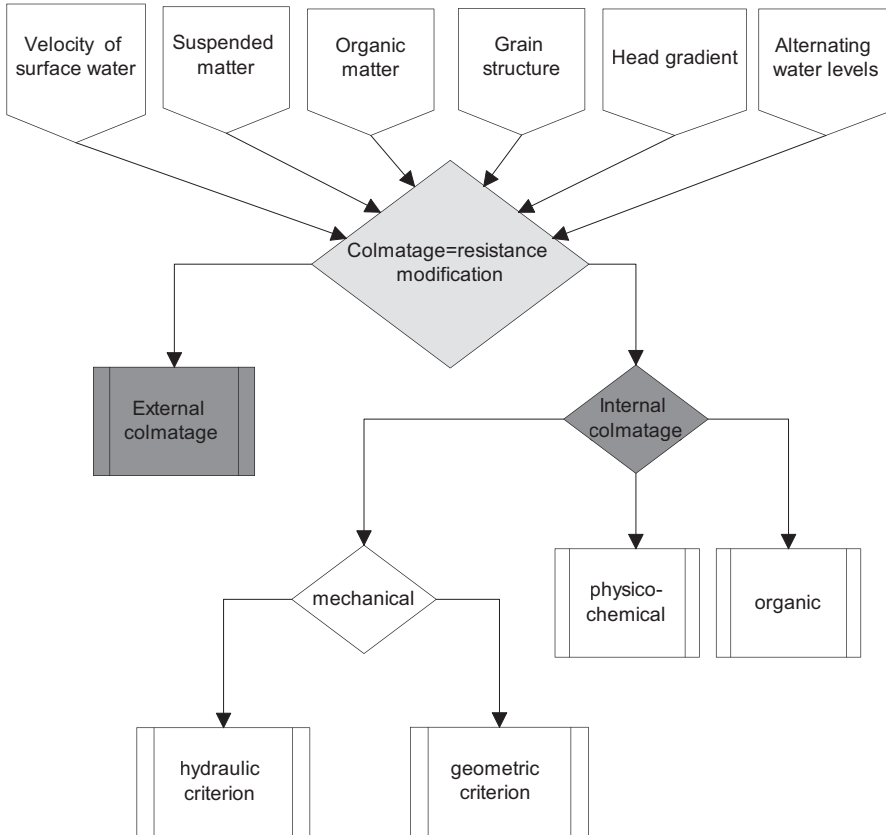 Velocity of
surface water
Suspended
matter
Organic
matter
Grain
structure
Head gradient
Alternating
water levels
Colmatage=resistance
modification
External
colmatage
Internal
colmatage
mechanical
physico-
chemical
organic
hydraulic
criterion
geometric
criterion